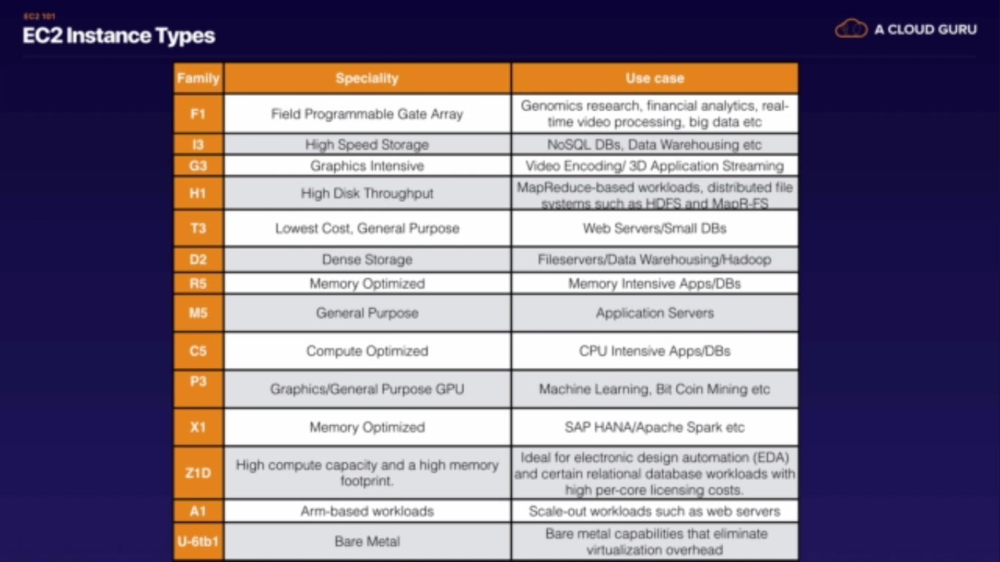 EC2 101
EC2 Instance Types
A CLOUD GURU
Family Speciality Use case
F1 Field Programmable Gate Array Genomics research, financial analytics, real-
time video processing, big data etc
I3 High Speed Storage NoSQL DBs, Data Warehousing etc
G3 Graphics Intensive Video Encoding/ 3D Application Streaming
H1 High Disk Throughput MapReduce-based workloads, distributed file
systems such as HDFS and MapR-FS
T3 Lowest Cost, General Purpose Web Servers/Small DBs
D2 Dense Storage Fileservers/Data Warehousing/Hadoop
R5 Memory Optimized Memory Intensive Apps/DBs
M5 General Purpose Application Servers
C5 Compute Optimized CPU Intensive Apps/DBs
P3 Graphics/General Purpose GPU Machine Learning, Bit Coin Mining etc
X1 Memory Optimized SAP HANA/Apache Spark etc
Z1D High compute capacity and a high memory
footprint. Ideal for electronic design automation (EDA)
and certain relational database workloads with
high per-core licensing costs.
A1 Arm-based workloads Scale-out workloads such as web servers
U-6tb1 Bare Metal Bare metal capabilities that eliminate
virtualization overhead